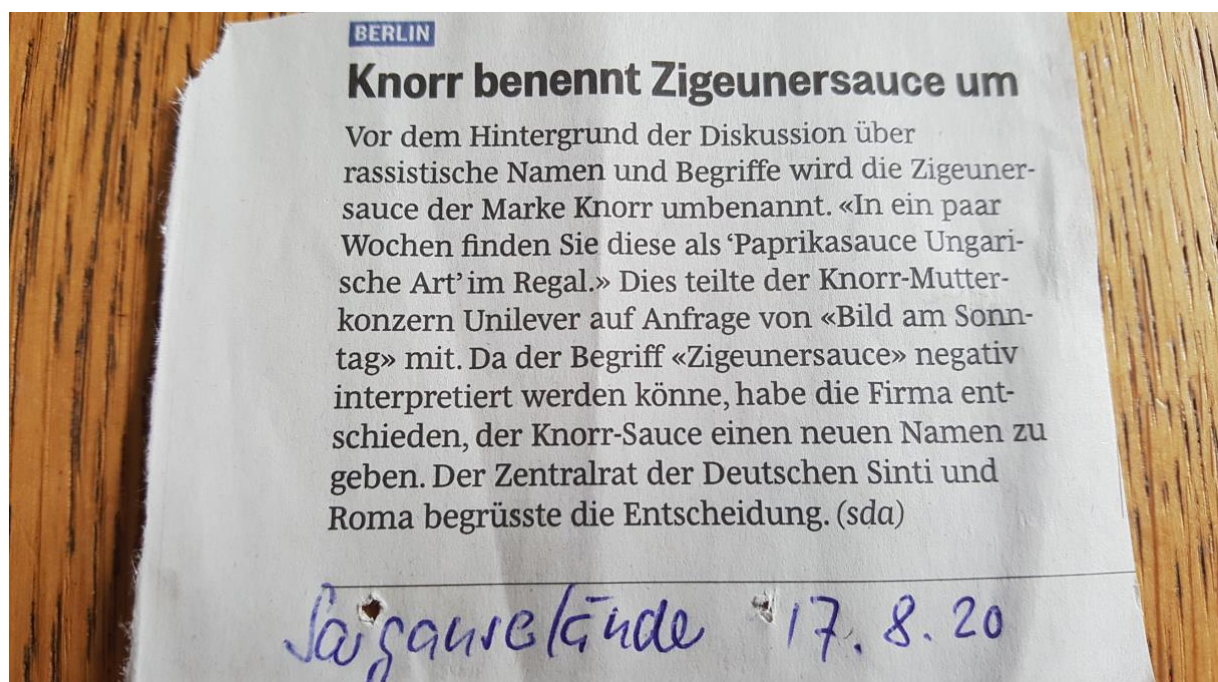 BERLIN
Knorr benennt Zigeunersauce um
Vor dem Hintergrund der Diskussion über
rassistische Namen und Begriffe wird die Zigeuner-
sauce der Marke Knorr umbenannt. «In ein paar
Wochen finden Sie diese als ‘Paprikasauce Ungari-
sche Art’ im Regal.» Dies teilte der Knorr-Mutter-
konzern Unilever auf Anfrage von «Bild am Sonn-
tag» mit. Da der Begriff «Zigeunersauce» negativ
interpretiert werden könne, habe die Firma ent-
schieden, der Knorr-Sauce einen neuen Namen zu
geben. Der Zentralrat der Deutschen Sinti und
Roma begrüsste die Entscheidung. (sda)
17. 8. 20